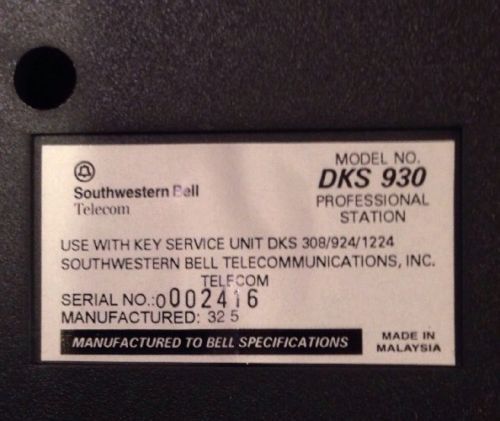 MODEL NO.
DKS 930
PROFESSIONAL
STATION
Southwestern Bell
Telecom
USE WITH KEY SERVICE UNIT DKS 308/924/1224
SOUTHWESTERN BELL TELECOMMUNICATIONS, INC.
TELECOM
SERIAL NO.:0002416
MANUFACTURED: 32 5
MANUFACTURED TO BELL SPECIFICATIONS
MADE IN
MALAYSIA